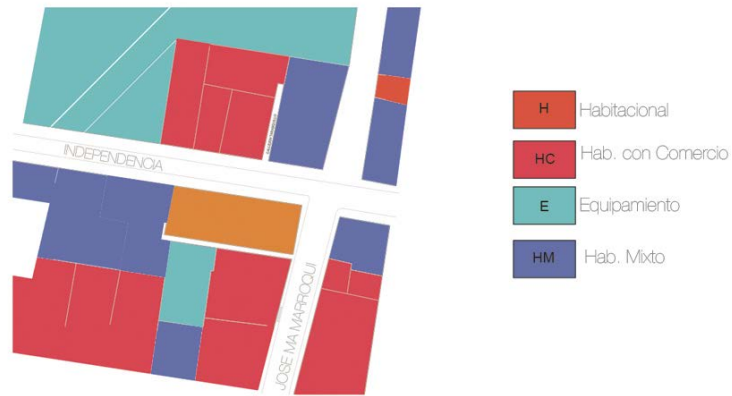 INDEPENDENCIA
JOSE MA MARROQUI
H Habitacional
HC Hab. con Comercio
E Equipamiento
HM Hab. Mixto